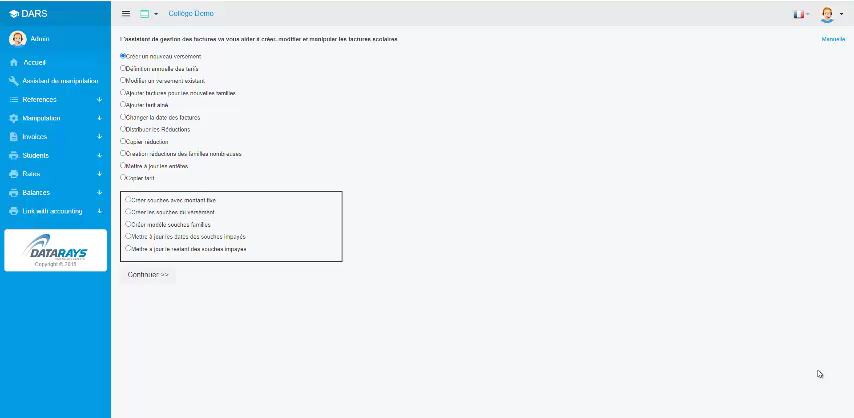 DARS
Collège Demo
Admin
Accueil
Assistant de manipulation
References
Manipulation
Invoices
Students
Rates
Balances
Link with accounting
DATARAYS
Copyright © 2015
L'assistant de gestion des factures va vous aider à créer, modifier et manipuler les factures scolaires
Manuelle
Créer un nouveau versement
Définition annuelle des tarifs
Modifier un versement existant
Ajouter factures pour les nouvelles familles
Ajouter tarif ainé
Changer la date des factures
Distribuer les Réductions
Copier réduction
Création réductions des familles nombreuses
Mettre à jour les entêtes
Copier tarif
Créer souches avec montant fixe
Créer les souches du versement
Créer modèle souches familles
Mettre à jour les dates des souches impayés
Mettre à jour le restant des souches impayés
Continuer >>